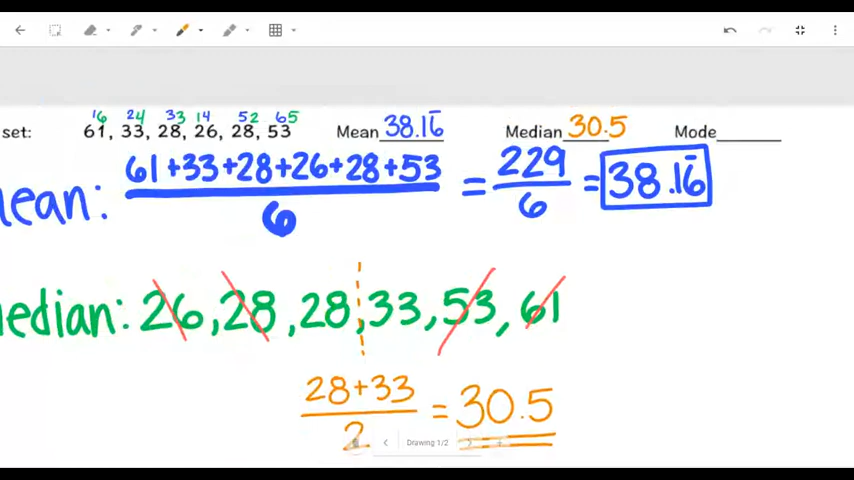 16 24 33 14 52 65
set: 61, 33, 28, 26, 28, 53 Mean 38.16̅ Median 30.5 Mode______
ean: 61+33+28+26+28+53 / 6 = 229 / 6 = 38.16̅
edian: 26, 28, 28, 33, 53, 61
28+33 / 2 = 30.5
Drawing 1/2